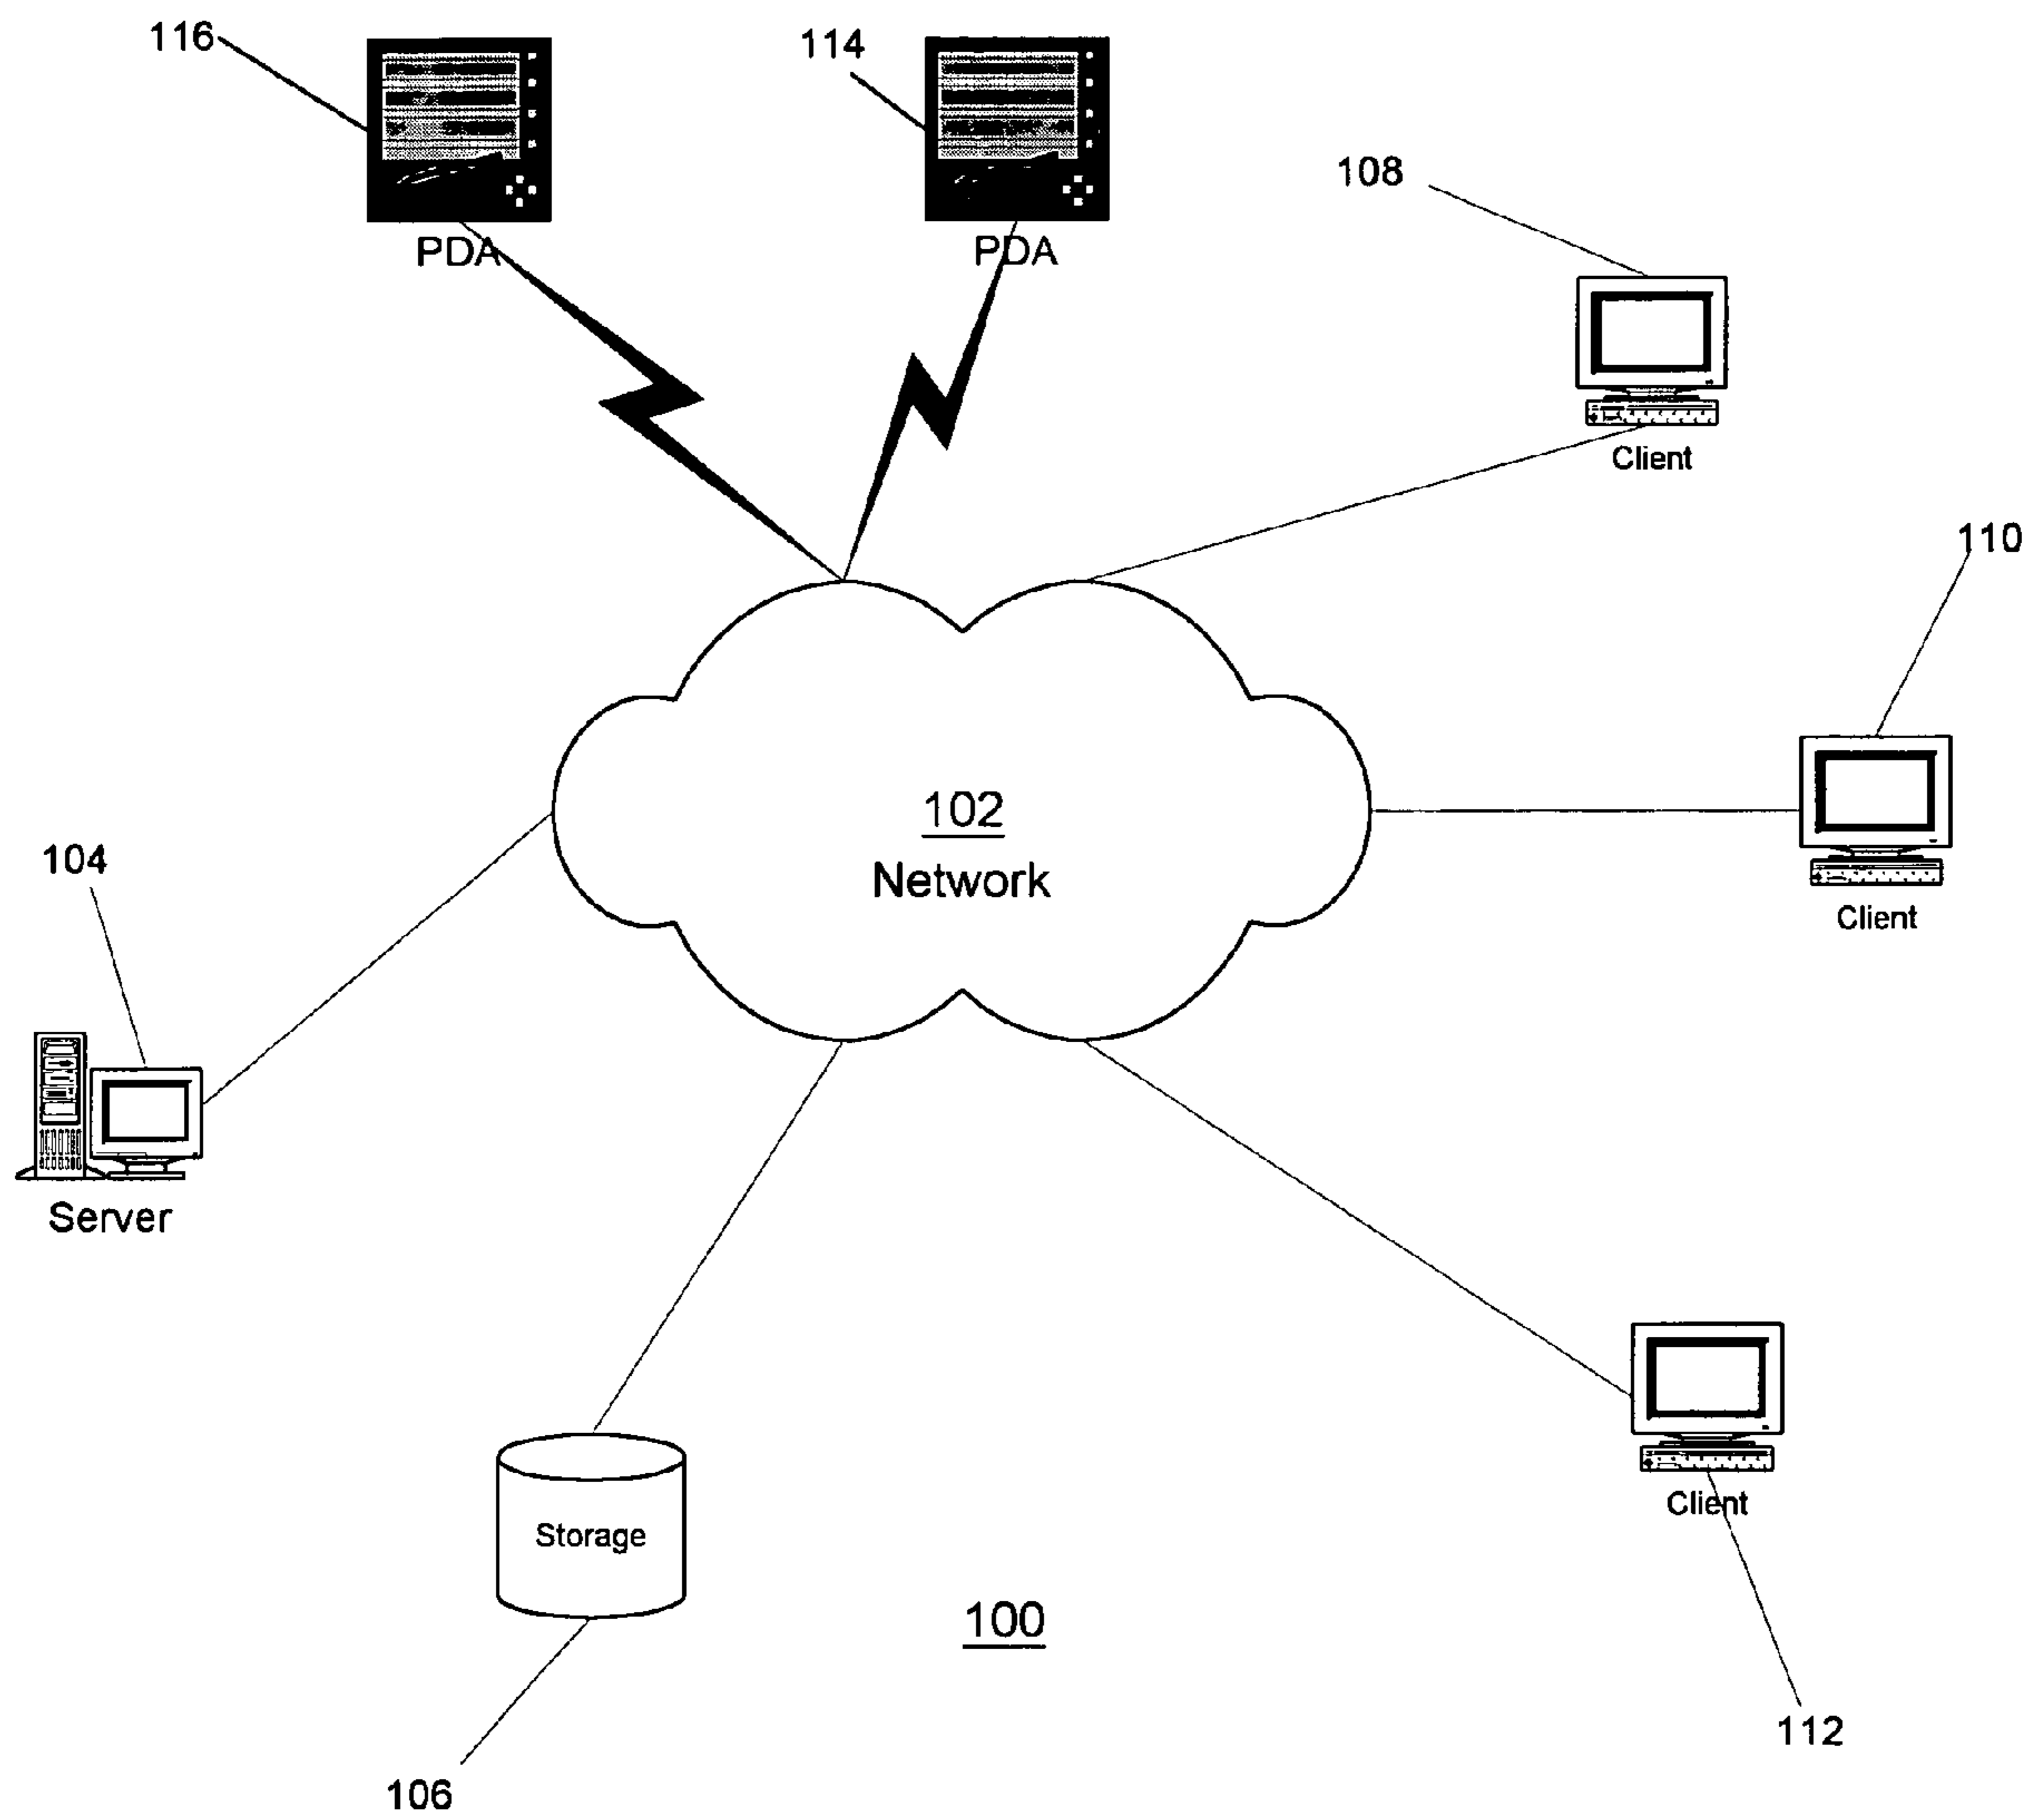 116
114
PDA
PDA
108
Client
110
102
Network
Client
104
Server
Client
Storage
100
112
106